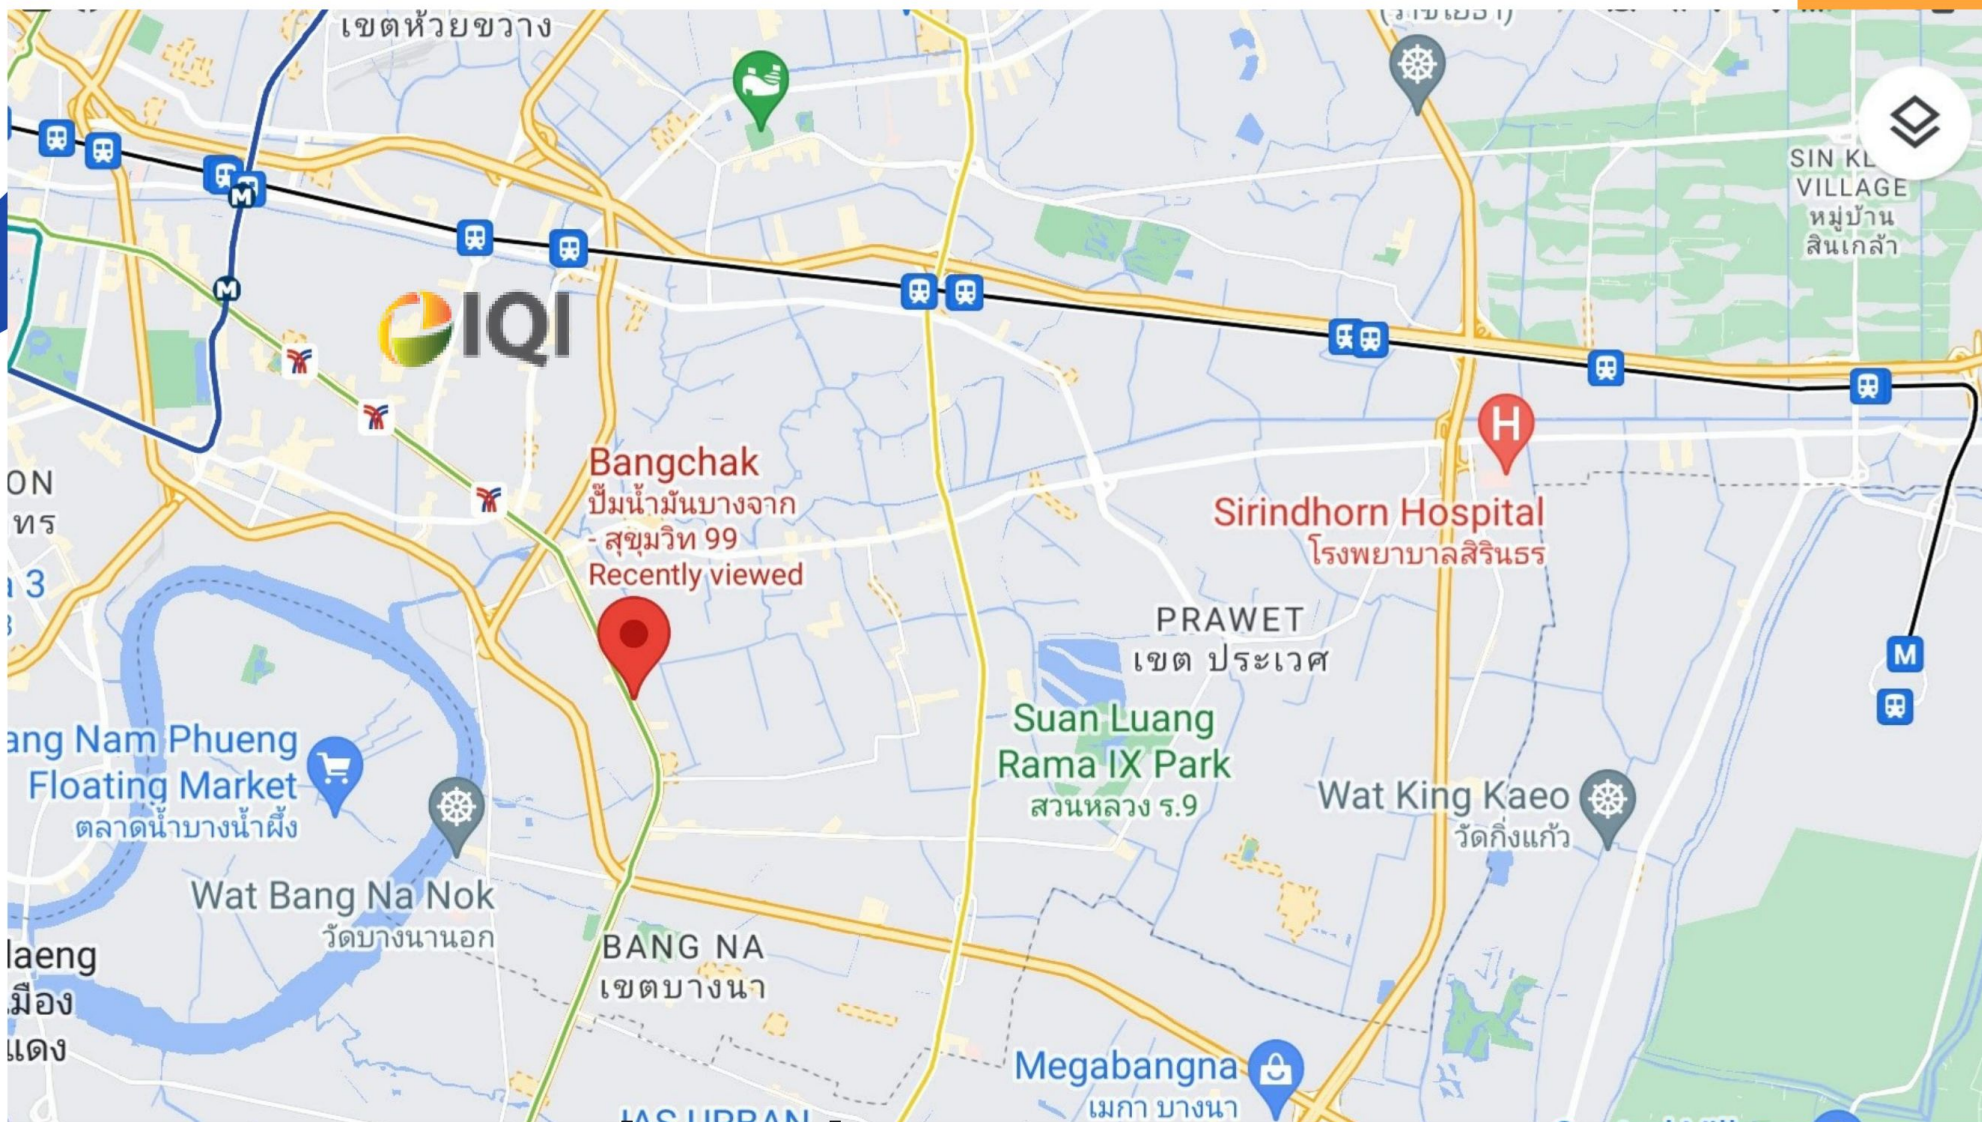 เขตห้วยขวาง
SIN
VILLAGE
หมู่บ้าน
สินเกล้า
M
M
IQI
Bangchak
ปั๊มน้ำมันบางจาก
- สุขุมวิท 99
Recently viewed
H
Sirindhorn Hospital
โรงพยาบาลสิรินธร
ON
ทร
3
PRAWET
เขต ประเวศ
M
Suan Luang
Rama IX Park
สวนหลวง ร.9
ang Nam Phueng
Floating Market
ตลาดน้ำบางน้ำผึ้ง
Wat King Kaeo
วัดกิ่งแก้ว
Wat Bang Na Nok
วัดบางนานอก
BANG NA
เขตบางนา
laeng
มือง
แดง
Megabangna
เมกา บางนา
URBAN